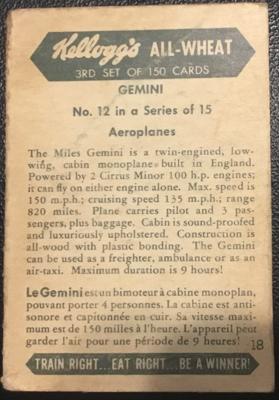 Kellogg's ALL-WHEAT
3RD SET OF 150 CARDS
GEMINI
No. 12 in a Series of 15
Aeroplanes
The Miles Gemini is a twin-engined, low-
wing, cabin monoplane built in England.
Powered by 2 Cirrus Minor 100 h.p. engines;
it can fly on either engine alone. Max. speed is
150 m.p.h.; cruising speed 135 m.p.h.; range
820 miles. Plane carries pilot and 3 pas-
sengers, plus baggage. Cabin is sound-proofed
and luxuriously upholstered. Construction is
all-wood with plastic bonding. The Gemini
can be used as a freighter, ambulance or as an
air-taxi. Maximum duration is 9 hours!
Le Gemini est un bimoteur à cabine monoplan,
pouvant porter 4 personnes. La cabine est anti-
sonore et capitonnée en cuir. Sa vitesse maxi-
mum est de 150 milles à l'heure. L'appareil peut
garder l'air pour une période de 9 heures!
18
TRAIN RIGHT...EAT RIGHT...BE A WINNER!